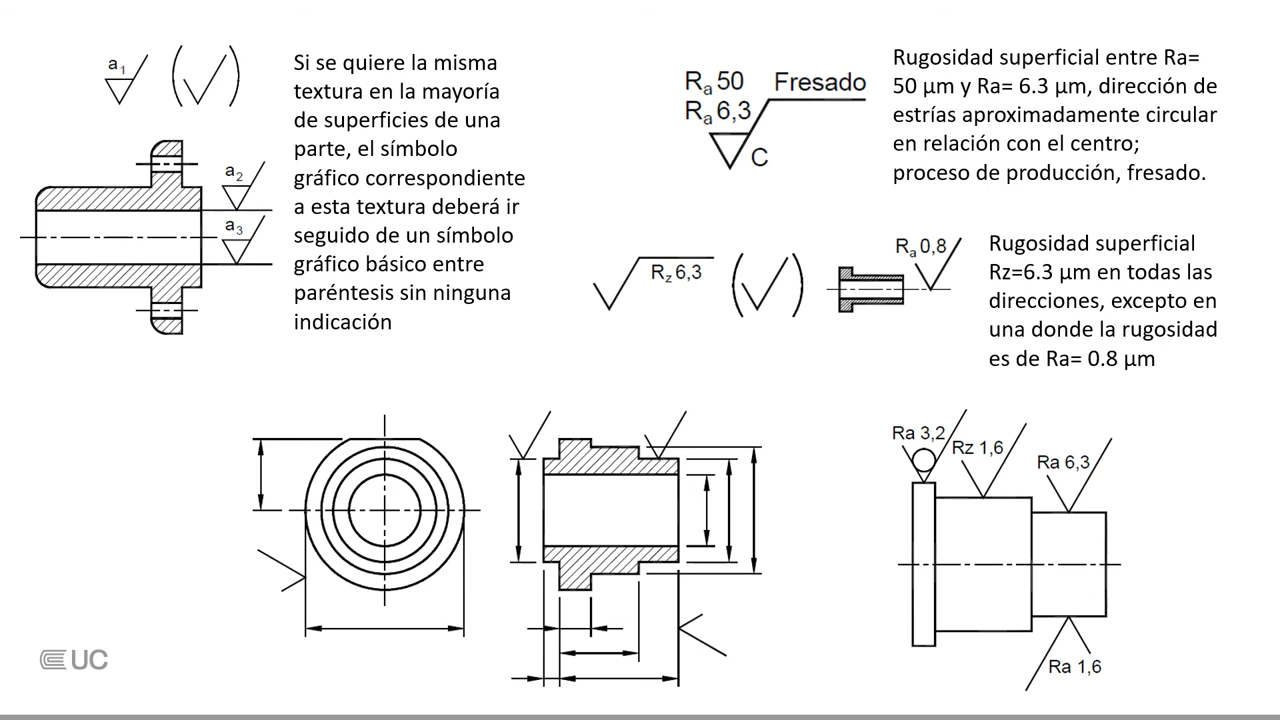 a1
a2
a3
Si se quiere la misma
textura en la mayoría
de superficies de una
parte, el símbolo
gráfico correspondiente
a esta textura deberá ir
seguido de un símbolo
gráfico básico entre
paréntesis sin ninguna
indicación
Ra 50
Fresado
Ra 6,3
C
Rugosidad superficial entre Ra=
50 µm y Ra= 6.3 µm, dirección de
estrías aproximadamente circular
en relación con el centro;
proceso de producción, fresado.
Rz 6,3
Ra 0,8
Rugosidad superficial
Rz=6.3 µm en todas las
direcciones, excepto en
una donde la rugosidad
es de Ra= 0.8 µm
Ra 3,2
Rz 1,6
Ra 6,3
Ra 1,6
UC